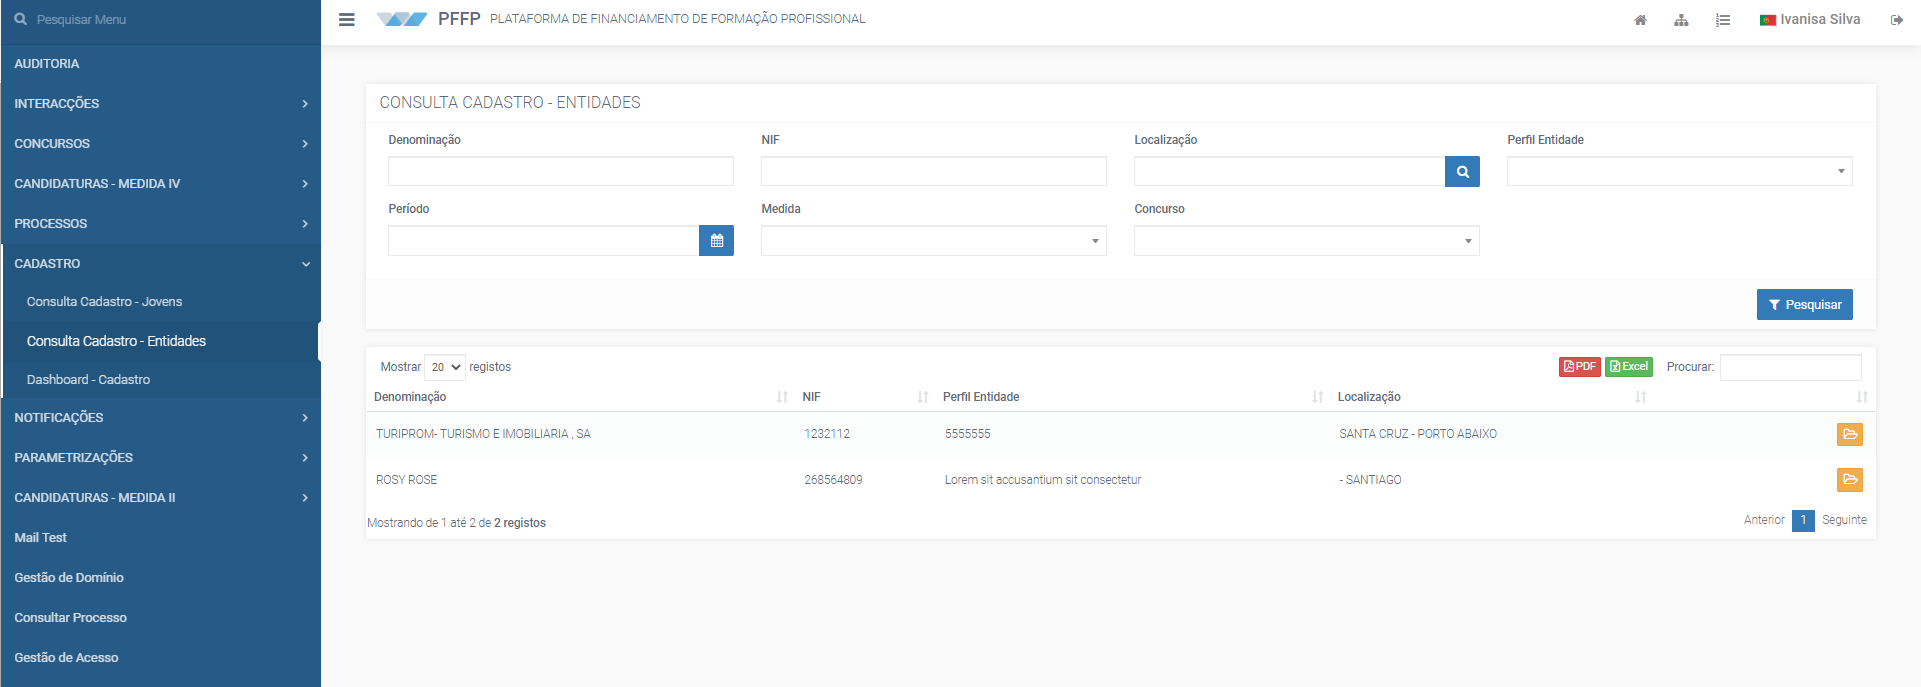 Pesquisar Menu
PFFP PLATAFORMA DE FINANCIAMENTO DE FORMAÇÃO PROFISSIONAL
Ivanisa Silva
AUDITORIA
INTERACÇÕES
CONCURSOS
CANDIDATURAS - MEDIDA IV
PROCESSOS
CADASTRO
Consulta Cadastro - Jovens
Consulta Cadastro - Entidades
Dashboard - Cadastro
NOTIFICAÇÕES
PARAMETRIZAÇÕES
CANDIDATURAS - MEDIDA II
Mail Test
Gestão de Domínio
Consultar Processo
Gestão de Acesso
CONSULTA CADASTRO - ENTIDADES
Denominação NIF Localização Perfil Entidade
Período Medida Concurso
Pesquisar
Mostrar 20 registos PDF Excel Procurar:
Denominação NIF Perfil Entidade Localização
TURIPROM- TURISMO E IMOBILIARIA , SA 1232112 5555555 SANTA CRUZ - PORTO ABAIXO
ROSY ROSE 268564809 Lorem sit accusantium sit consectetur - SANTIAGO
Mostrando de 1 até 2 de 2 registos Anterior 1 Seguinte